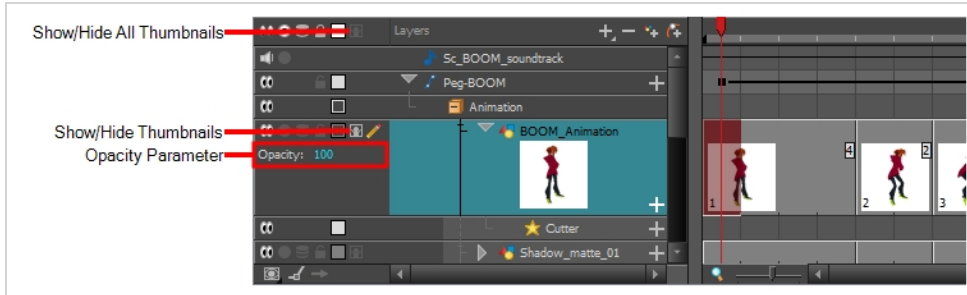 Show/Hide All Thumbnails
Layers
Sc_BOOM_soundtrack
Peg-BOOM
Animation
Show/Hide Thumbnails
BOOM_Animation
Opacity Parameter
Opacity: 100
4
2
1
2
3
Cutter
Shadow_matte_01